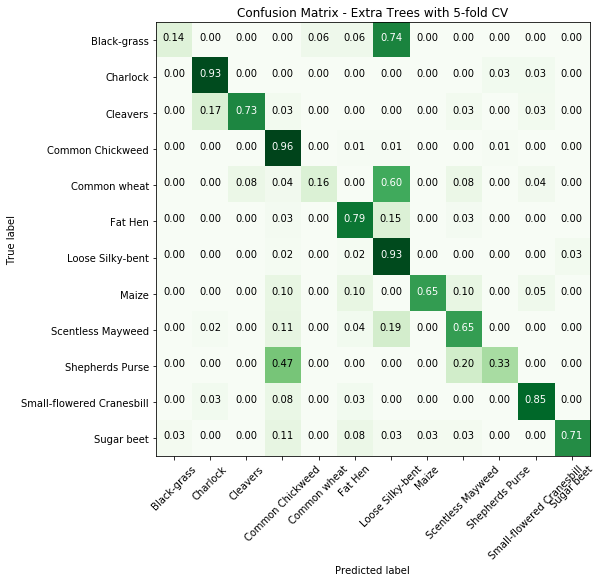 Confusion Matrix - Extra Trees with 5-fold CV
Black-grass 0.14 0.00 0.00 0.00 0.06 0.06 0.74 0.00 0.00 0.00 0.00 0.00
Charlock 0.00 0.93 0.00 0.00 0.00 0.00 0.00 0.00 0.00 0.03 0.03 0.00
Cleavers 0.00 0.17 0.73 0.03 0.00 0.00 0.00 0.00 0.03 0.00 0.03 0.00
Common Chickweed 0.00 0.00 0.00 0.96 0.00 0.01 0.01 0.00 0.00 0.01 0.00 0.00
Common wheat 0.00 0.00 0.08 0.04 0.16 0.00 0.60 0.00 0.08 0.00 0.04 0.00
Fat Hen 0.00 0.00 0.00 0.03 0.00 0.79 0.15 0.00 0.03 0.00 0.00 0.00
Loose Silky-bent 0.00 0.00 0.00 0.02 0.00 0.02 0.93 0.00 0.00 0.00 0.00 0.03
Maize 0.00 0.00 0.00 0.10 0.00 0.10 0.00 0.65 0.10 0.00 0.05 0.00
Scentless Mayweed 0.00 0.02 0.00 0.11 0.00 0.04 0.19 0.00 0.65 0.00 0.00 0.00
Shepherds Purse 0.00 0.00 0.00 0.47 0.00 0.00 0.00 0.00 0.20 0.33 0.00 0.00
Small-flowered Cranesbill 0.00 0.03 0.00 0.08 0.00 0.03 0.00 0.00 0.00 0.00 0.85 0.00
Sugar beet 0.03 0.00 0.00 0.11 0.00 0.08 0.03 0.03 0.03 0.00 0.00 0.71
True label
Black-grass
Charlock
Cleavers
Common Chickweed
Common wheat
Fat Hen
Loose Silky-bent
Maize
Scentless Mayweed
Shepherds Purse
Small-flowered Cranesbill
Sugar beet
Predicted label